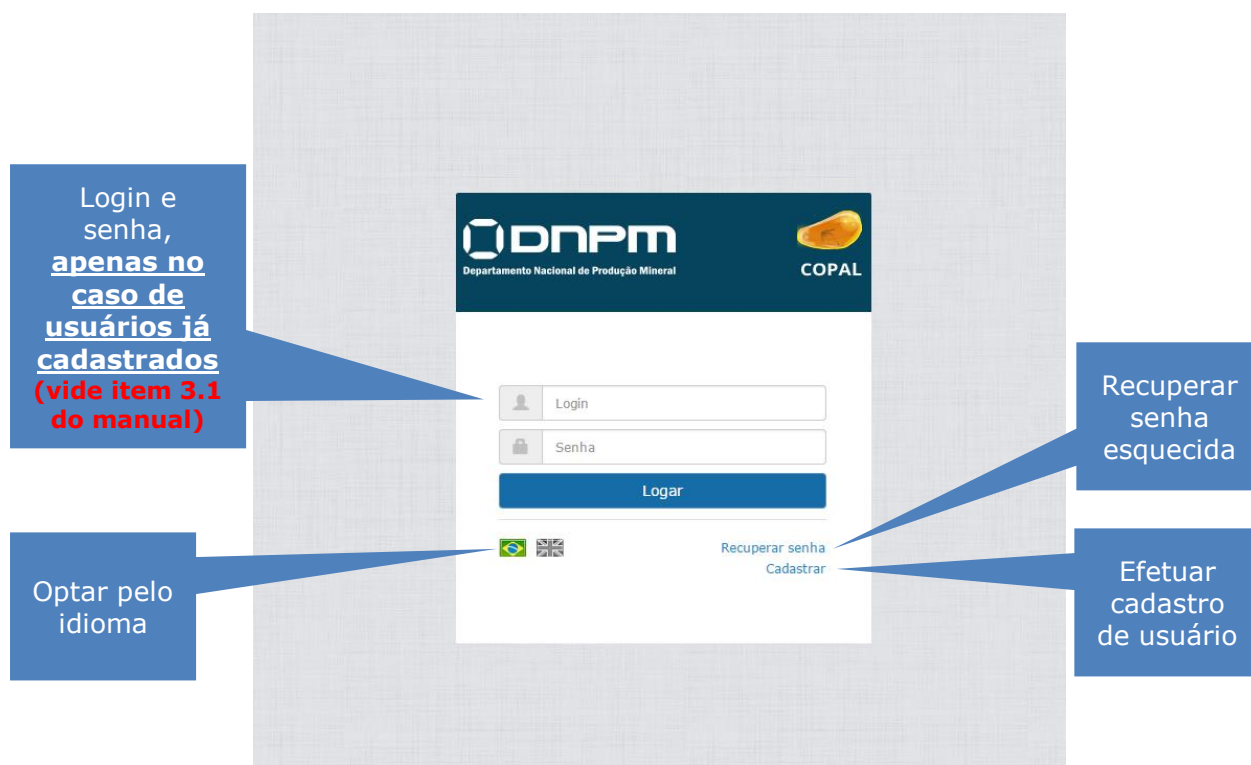 Login e
senha,
apenas no
caso de
usuários já
cadastrados
(vide item 3.1
do manual)
Optar pelo
idioma
DNPM
Departamento Nacional de Produção Mineral
COPAL
Login
Senha
Logar
Recuperar senha
Cadastrar
Recuperar
senha
esquecida
Efetuar
cadastro
de usuário